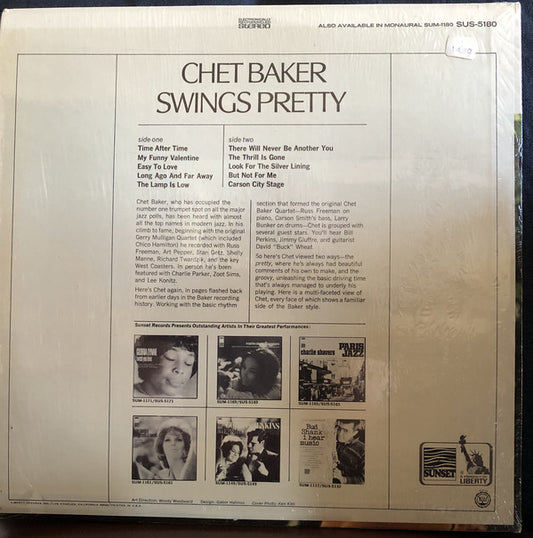 ELECTRONICALLY
STEREO
ALSO AVAILABLE IN MONAURAL SUM-1180 SUS-5180
CHET BAKER
SWINGS PRETTY
side one
Time After Time
My Funny Valentine
Easy To Love
Long Ago And Far Away
The Lamp Is Low
side two
There Will Never Be Another You
The Thrill Is Gone
Look For The Silver Lining
But Not For Me
Carson City Stage
Chet Baker, who has occupied the
number one trumpet spot on all the major
jazz polls, has been heard with almost
all the top names in modern jazz. In his
climb to fame, beginning with the original
Gerry Mulligan Quartet (which included
Chico Hamilton) he recorded with Russ
Freeman, Art Pepper, Stan Getz, Shelly
Manne, Richard Twardzik, and the key
West Coasters. In person he's been
featured with Charlie Parker, Zoot Sims,
and Lee Konitz.
Here's Chet again, in pages flashed back
from earlier days in the Baker recording
history. Working with the basic rhythm
section that formed the original Chet
Baker Quartet—Russ Freeman on
piano, Carson Smith's bass, Larry
Bunker on drums—Chet is grouped with
several guest stars. You'll hear Bill
Perkins, Jimmy Giuffre, and guitarist
David "Buck" Wheat.
So here's Chet viewed two ways—the
pretty, where he's always had beautiful
comments of his own to make, and the
groovy, unleashing the basic driving time
that's always managed to underly his
playing. Here is a multi-faceted view of
Chet, every face of which shows a familiar
side of the Baker style.
Sunset Records Presents Outstanding Artists In Their Greatest Performances:
charlie shavers
PARIS
JAZZ
SUM-1171/SUS-5171
Bud
Shank
i hear
music
SUNSET
LIBERTY
Art Direction: Woody Woodward Design: Gabor Halmos Cover Photo: Ken Kim